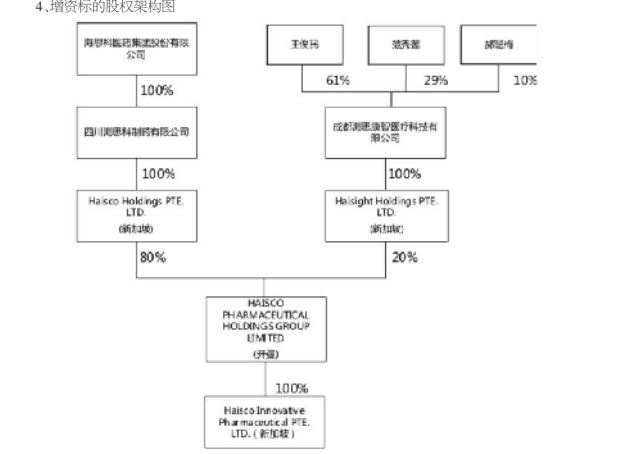 4、增资标的股权架构图
海思科医药集团股份有限
公司
王俊民
范秀莲
郝聪梅
61%
29%
10%
100%
四川海思科制药有限公司
成都海思康智医疗科技有
限公司
100%
100%
Haisco Holdings PTE.
LTD.
(新加坡)
Haisight Holdings PTE.
LTD.
(新加坡)
80%
20%
HAISCO
PHARMACEUTICAL
HOLDINGS GROUP
LIMITED
(开曼)
100%
Haisco Innovative
Pharmaceutical PTE.
LTD. ( 新加坡 )